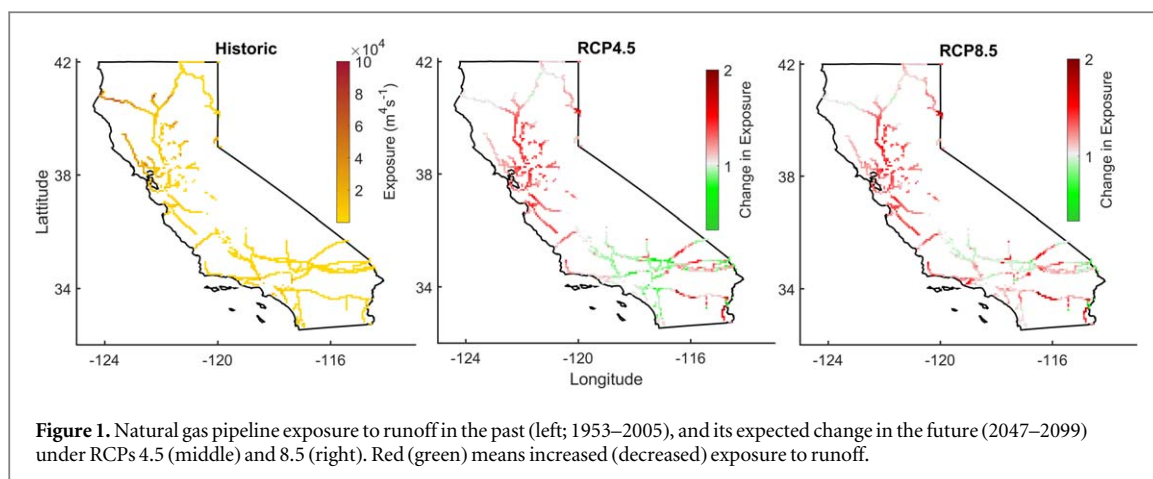 Historic
RCP4.5
RCP8.5
×10⁴
42
38
34
Lattitude
-124
-120
-116
10
8
6
4
2
Exposure (m⁴s⁻¹)
42
38
34
-124
-120
-116
2
1
Change in Exposure
42
38
34
-124
-120
-116
2
1
Change in Exposure
Longitude
Figure 1. Natural gas pipeline exposure to runoff in the past (left; 1953–2005), and its expected change in the future (2047–2099)
under RCPs 4.5 (middle) and 8.5 (right). Red (green) means increased (decreased) exposure to runoff.